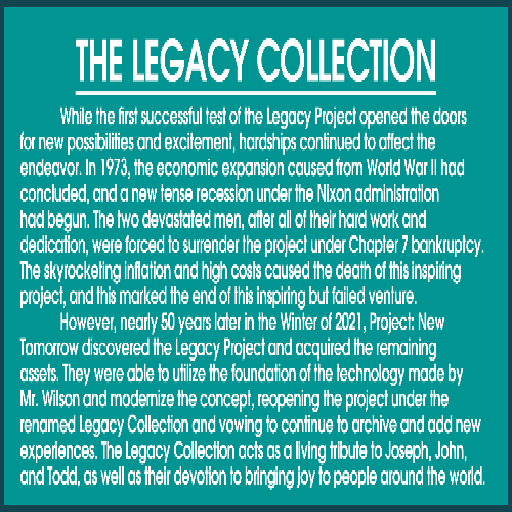 THE LEGACY COLLECTION
While the first successful test of the Legacy Project opened the doors
for new possibilities and excitement, hardships continued to affect the
endeavor. In 1973, the economic expansion caused from World War II had
concluded, and a new tense recession under the Nixon administration
had begun. The two devastated men, after all of their hard work and
dedication, were forced to surrender the project under Chapter 7 bankruptcy.
The skyrocketing inflation and high costs caused the death of this inspiring
project, and this marked the end of this inspiring but failed venture.
However, nearly 50 years later in the Winter of 2021, Project: New
Tomorrow discovered the Legacy Project and acquired the remaining
assets. They were able to utilize the foundation of the technology made by
Mr. Wilson and modernize the concept, reopening the project under the
renamed Legacy Collection and vowing to continue to archive and add new
experiences. The Legacy Collection acts as a living tribute to Joseph, John,
and Todd, as well as their devotion to bringing joy to people around the world.